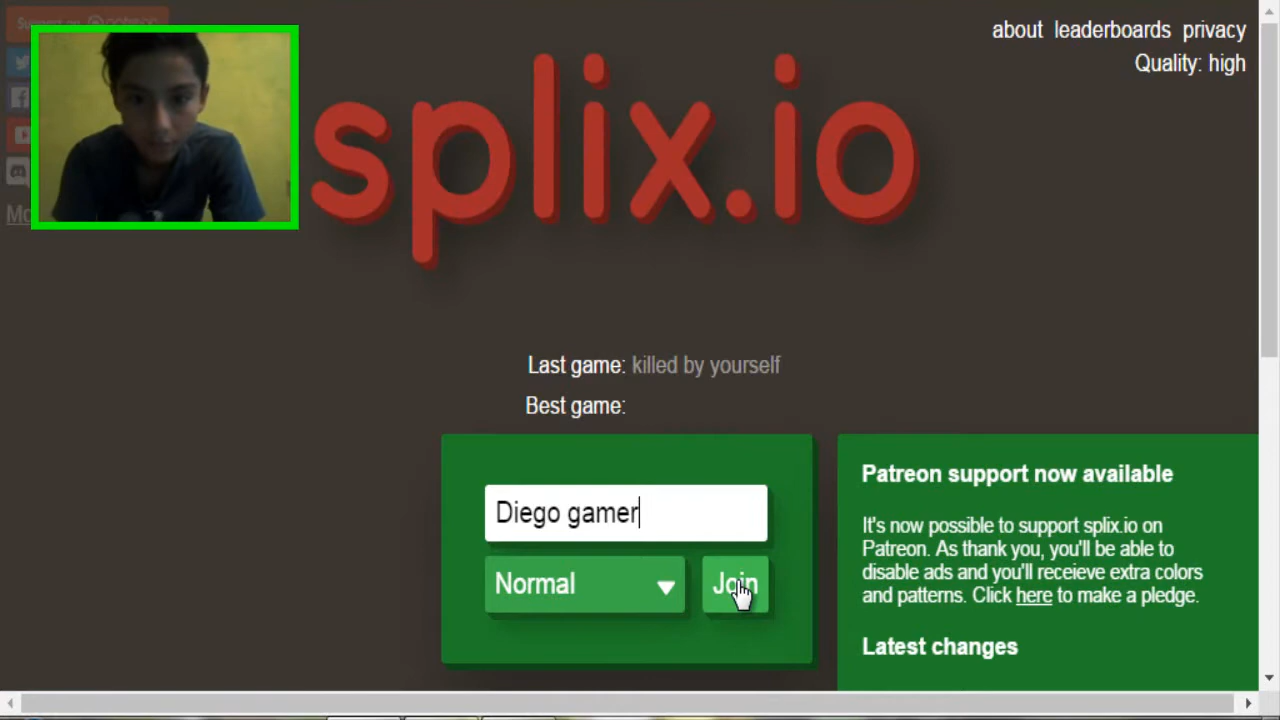 about leaderboards privacy
Quality: high
splix.io
Last game: killed by yourself
Best game:
Diego gamer
Normal
Join
Patreon support now available
It's now possible to support splix.io on
Patreon. As thank you, you'll be able to
disable ads and you'll receieve extra colors
and patterns. Click here to make a pledge.
Latest changes